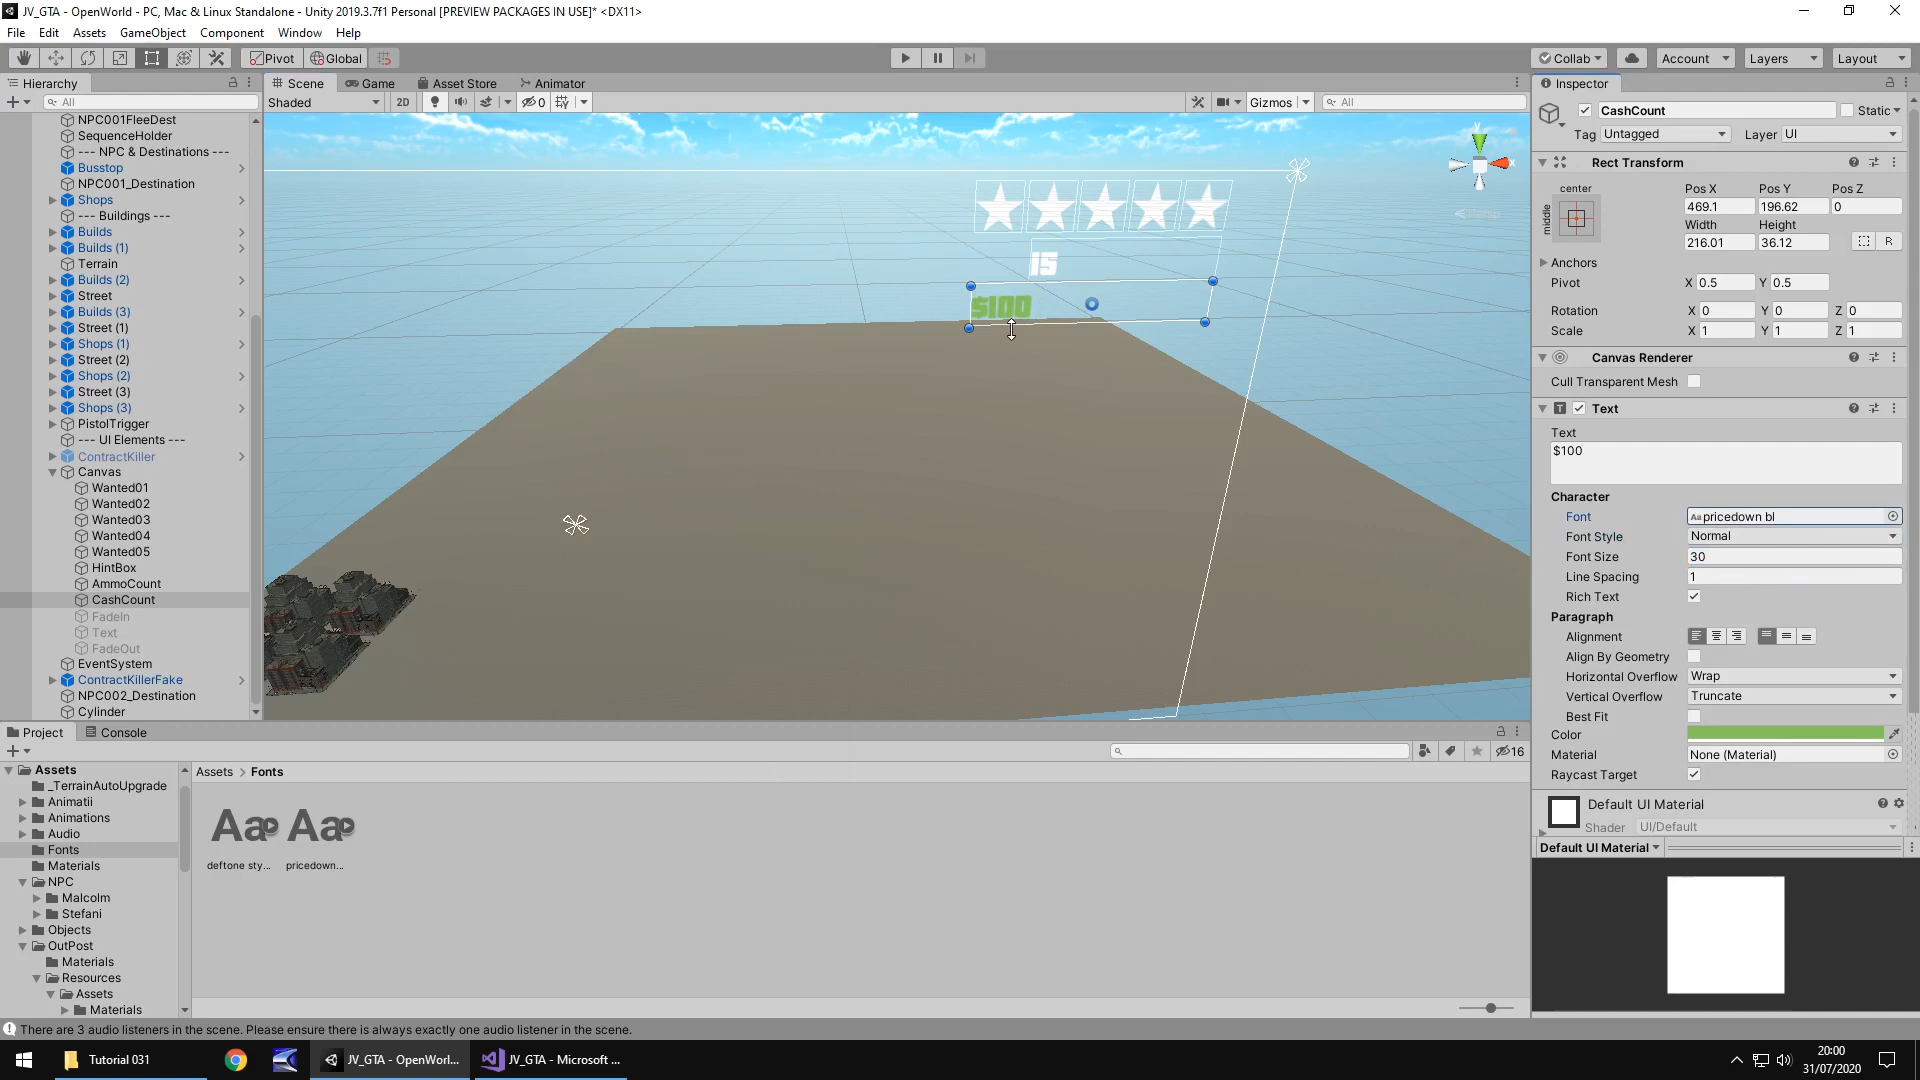 JV_GTA - OpenWorld - PC, Mac & Linux Standalone - Unity 2019.3.7f1 Personal [PREVIEW PACKAGES IN USE]* <DX11>
File Edit Assets GameObject Component Window Help
Pivot Global Collab Account Layers Layout
Hierarchy
All
NPC001FleeDest
SequenceHolder
--- NPC & Destinations ---
Busstop
NPC001_Destination
Shops
--- Buildings ---
Builds
Builds (1)
Terrain
Builds (2)
Street
Builds (3)
Street (1)
Shops (1)
Street (2)
Shops (2)
Street (3)
Shops (3)
PistolTrigger
--- UI Elements ---
ContractKiller
Canvas
Wanted01
Wanted02
Wanted03
Wanted04
Wanted05
HintBox
AmmoCount
CashCount
FadeIn
Text
FadeOut
EventSystem
ContractKillerFake
NPC002_Destination
Cylinder
Scene Game Asset Store Animator
Shaded 2D 0 Gizmos All
y
x
Persp
15
$100
Inspector
CashCount Static
Tag Untagged Layer UI
Rect Transform
center
middle
Pos X Pos Y Pos Z
469.1 196.62 0
Width Height
216.01 36.12 R
Anchors
Pivot X 0.5 Y 0.5
Rotation X 0 Y 0 Z 0
Scale X 1 Y 1 Z 1
Canvas Renderer
Cull Transparent Mesh
Text
Text
$100
Character
Font pricedown bl
Font Style Normal
Font Size 30
Line Spacing 1
Rich Text
Paragraph
Alignment
Align By Geometry
Horizontal Overflow Wrap
Vertical Overflow Truncate
Best Fit
Color
Material None (Material)
Raycast Target
Default UI Material
Shader UI/Default
Default UI Material
Project Console
16
Assets
_TerrainAutoUpgrade
Animatii
Animations
Audio
Fonts
Materials
NPC
Malcolm
Stefani
Objects
OutPost
Materials
Resources
Assets
Materials
Assets > Fonts
Aa Aa
deftone sty... pricedown...
There are 3 audio listeners in the scene. Please ensure there is always exactly one audio listener in the scene.
Tutorial 031
JV_GTA - OpenWorl...
JV_GTA - Microsoft ...
20:00
31/07/2020